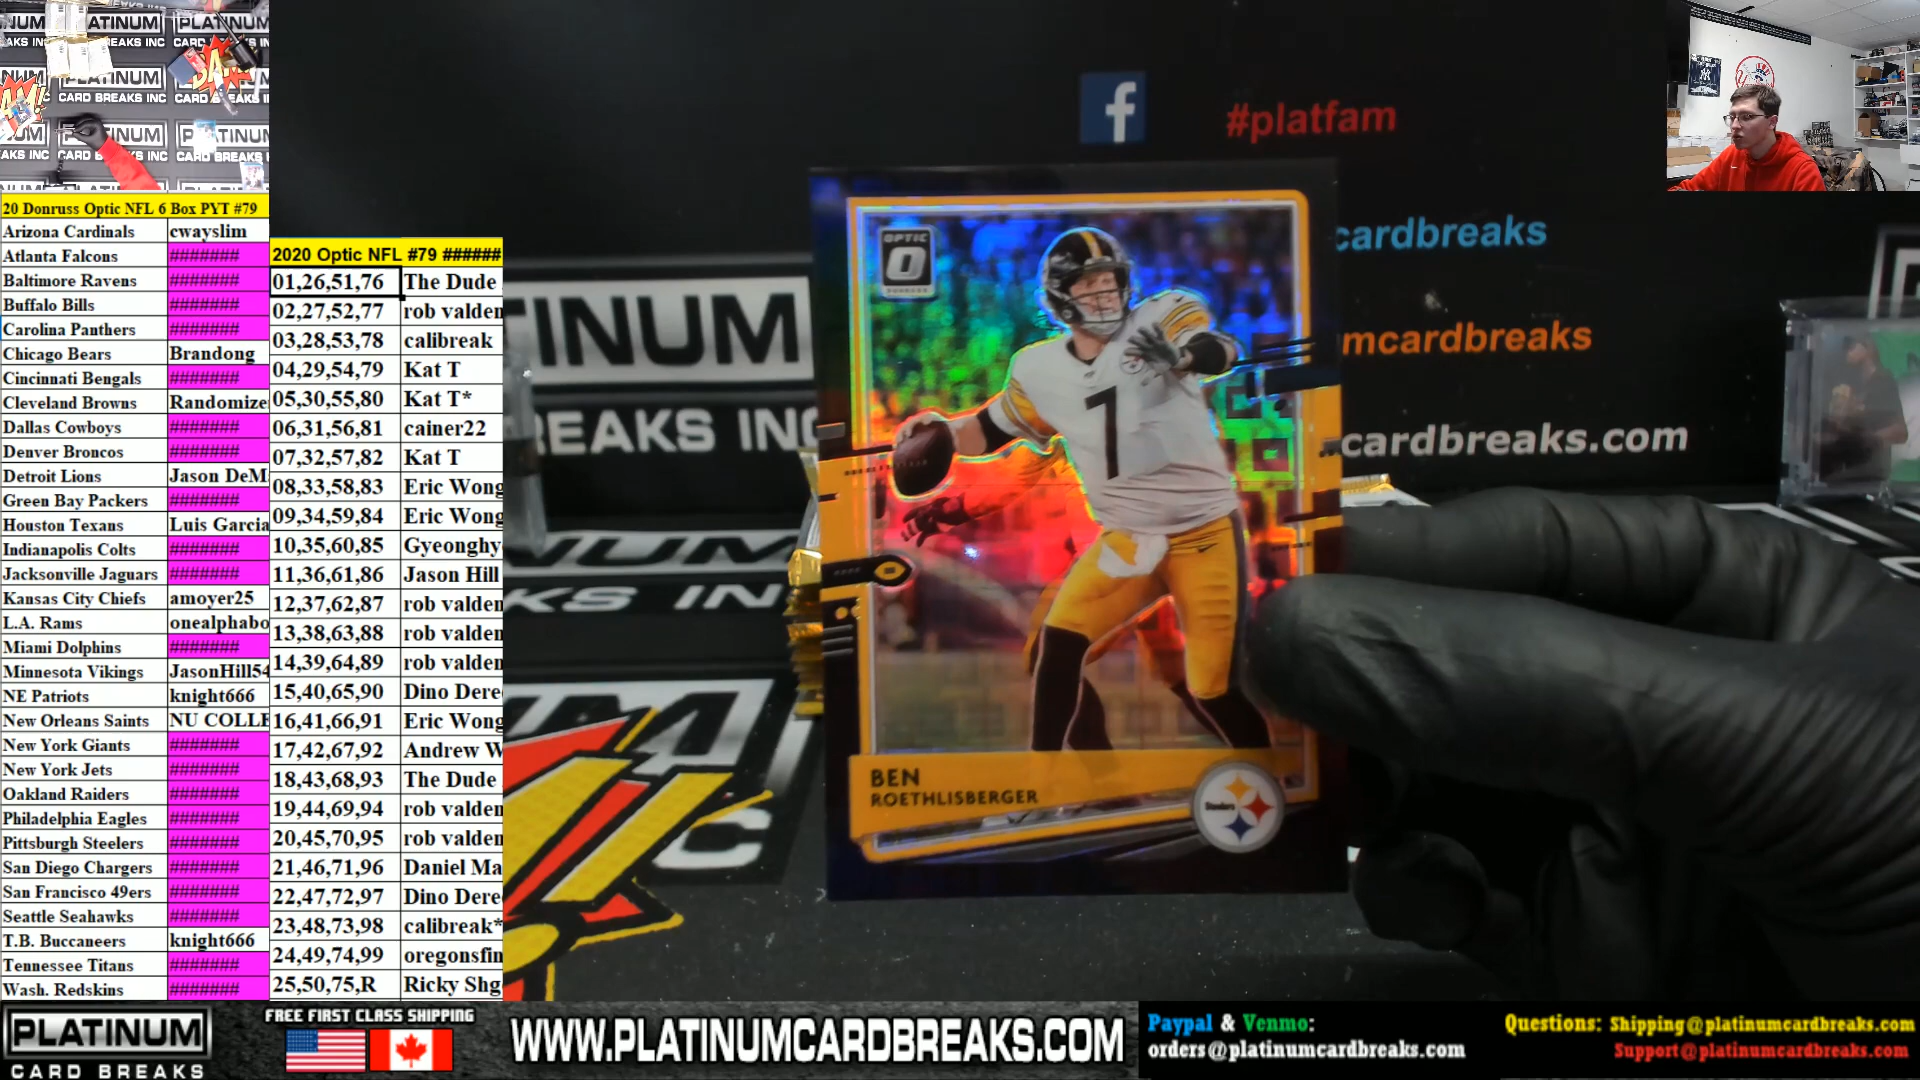 20 Donruss Optic NFL 6 Box PYT #79
Arizona Cardinals cwayslim
Atlanta Falcons #######
Baltimore Ravens #######
Buffalo Bills #######
Carolina Panthers #######
Chicago Bears Brandong
Cincinnati Bengals #######
Cleveland Browns Randomize
Dallas Cowboys #######
Denver Broncos #######
Detroit Lions Jason DeM
Green Bay Packers #######
Houston Texans Luis Garcia
Indianapolis Colts #######
Jacksonville Jaguars #######
Kansas City Chiefs amoyer25
L.A. Rams onealphabo
Miami Dolphins #######
Minnesota Vikings JasonHill54
NE Patriots knight666
New Orleans Saints NU COLLE
New York Giants #######
New York Jets #######
Oakland Raiders #######
Philadelphia Eagles #######
Pittsburgh Steelers #######
San Diego Chargers #######
San Francisco 49ers #######
Seattle Seahawks #######
T.B. Buccaneers knight666
Tennessee Titans #######
Wash. Redskins #######
2020 Optic NFL #79 ######
01,26,51,76 The Dude
02,27,52,77 rob valden
03,28,53,78 calibreak
04,29,54,79 Kat T
05,30,55,80 Kat T*
06,31,56,81 cainer22
07,32,57,82 Kat T
08,33,58,83 Eric Wong
09,34,59,84 Eric Wong
10,35,60,85 Gyeonghy
11,36,61,86 Jason Hill
12,37,62,87 rob valden
13,38,63,88 rob valden
14,39,64,89 rob valden
15,40,65,90 Dino Dere
16,41,66,91 Eric Wong
17,42,67,92 Andrew W
18,43,68,93 The Dude
19,44,69,94 rob valden
20,45,70,95 rob valden
21,46,71,96 Daniel Ma
22,47,72,97 Dino Dere
23,48,73,98 calibreak*
24,49,74,99 oregonsfin
25,50,75,R Ricky Shg
f #platfam
cardbreaks
mcardbreaks
cardbreaks.com
TINUM
REAKS INC
OPTIC
O
DONRUSS
7
BEN
ROETHLISBERGER
Steelers
PLATINUM
CARD BREAKS
FREE FIRST CLASS SHIPPING
WWW.PLATINUMCARDBREAKS.COM
Paypal & Venmo:
orders@platinumcardbreaks.com
Questions: Shipping@platinumcardbreaks.com
Support@platinumcardbreaks.com